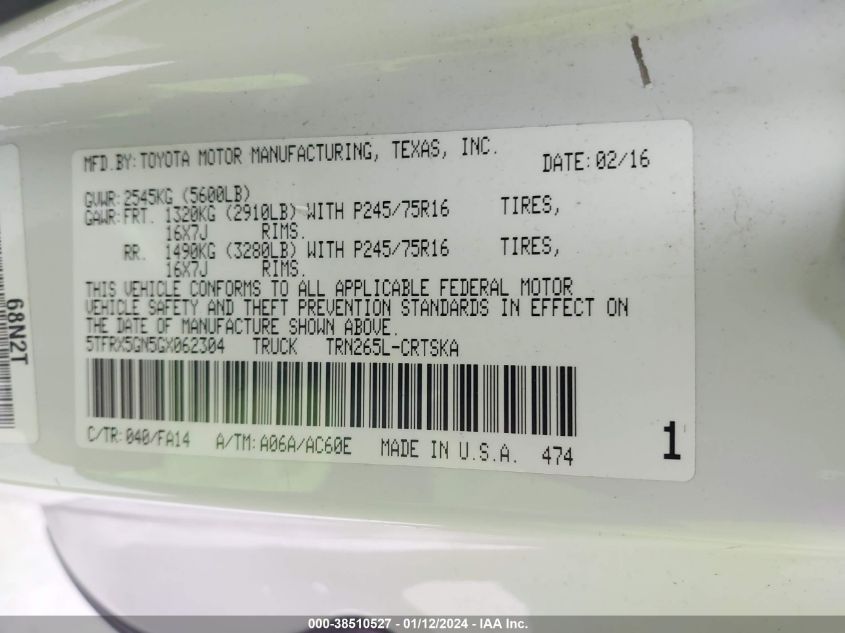 MFD.BY:TOYOTA MOTOR MANUFACTURING, TEXAS, INC. DATE:02/16
GVWR:2545KG (5600LB)
GAWR:FRT. 1320KG (2910LB) WITH P245/75R16 TIRES,
16X7J RIMS.
RR. 1490KG (3280LB) WITH P245/75R16 TIRES,
16X7J RIMS.
THIS VEHICLE CONFORMS TO ALL APPLICABLE FEDERAL MOTOR
VEHICLE SAFETY AND THEFT PREVENTION STANDARDS IN EFFECT ON
THE DATE OF MANUFACTURE SHOWN ABOVE.
5TFRX5GN5GX062304 TRUCK TRN265L-CRTSKA
C/TR:040/FA14 A/TM:A06A/AC60E MADE IN U.S.A. 474
1
68N2T
000-38510527 - 01/12/2024 - IAA Inc.